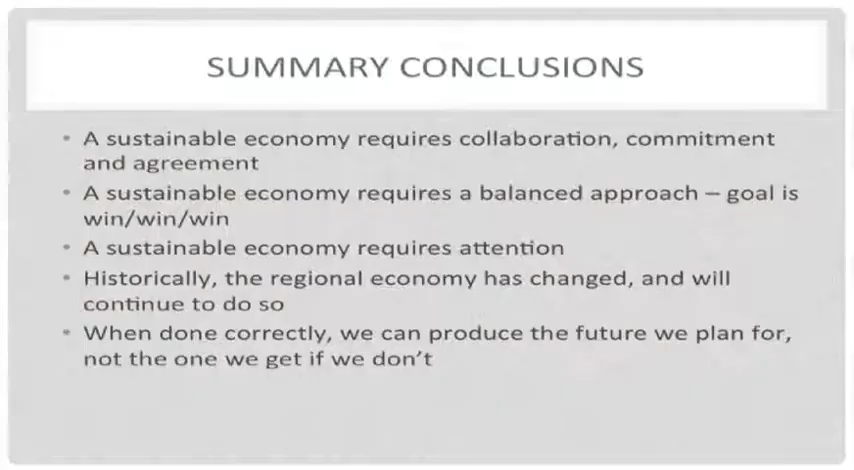 SUMMARY CONCLUSIONS
• A sustainable economy requires collaboration, commitment
and agreement
• A sustainable economy requires a balanced approach – goal is
win/win/win
• A sustainable economy requires attention
• Historically, the regional economy has changed, and will
continue to do so
• When done correctly, we can produce the future we plan for,
not the one we get if we don't